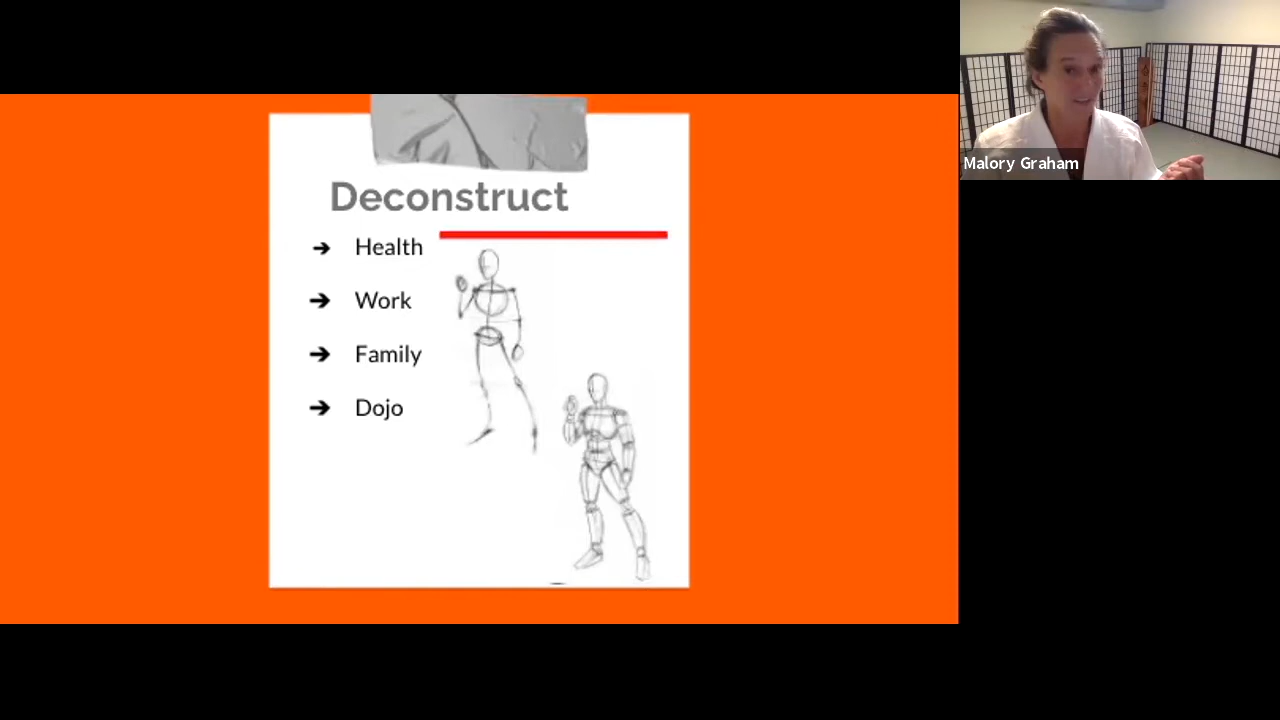 Deconstruct
➔ Health
➔ Work
➔ Family
➔ Dojo
Malory Graham